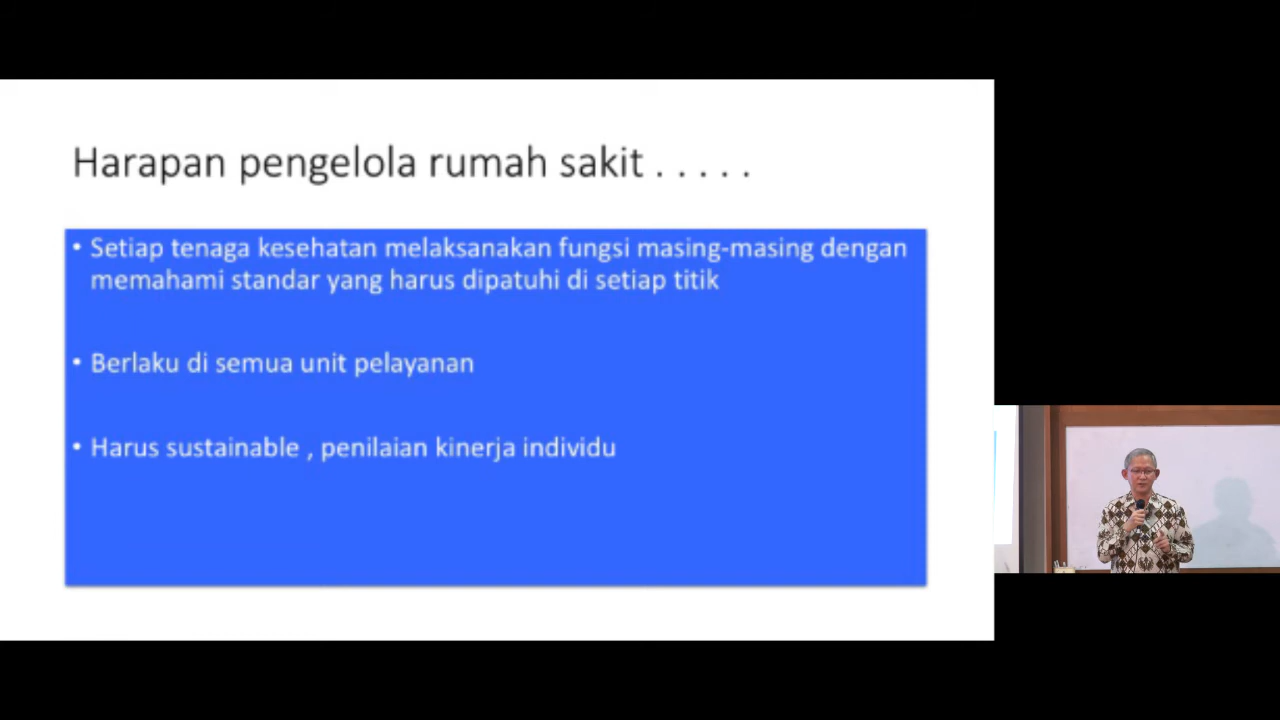 Harapan pengelola rumah sakit . . . . .
• Setiap tenaga kesehatan melaksanakan fungsi masing-masing dengan
memahami standar yang harus dipatuhi di setiap titik
• Berlaku di semua unit pelayanan
• Harus sustainable , penilaian kinerja individu